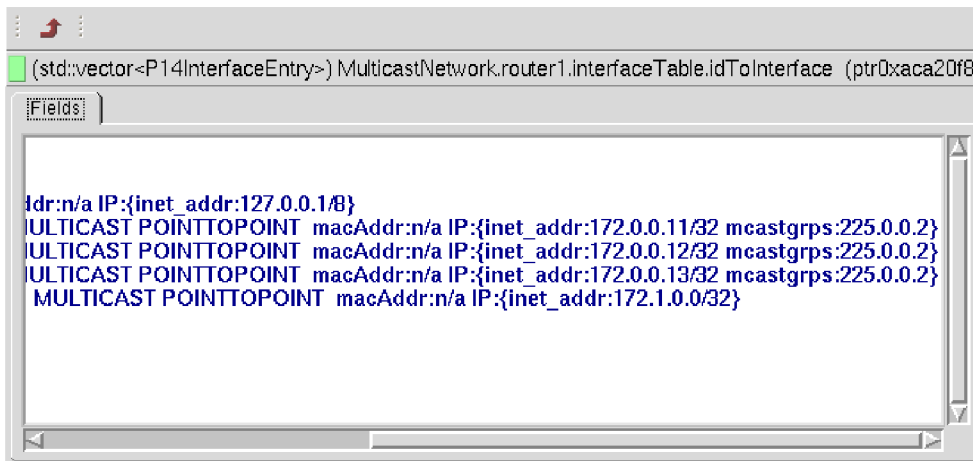 (std::vector<P14InterfaceEntry>) MulticastNetwork.router1.interfaceTable.idToInterface (ptr0xaca20f8
Fields
ddr:n/a IP:{inet_addr:127.0.0.1/8}
MULTICAST POINTTOPOINT macAddr:n/a IP:{inet_addr:172.0.0.11/32 mcastgrps:225.0.0.2}
MULTICAST POINTTOPOINT macAddr:n/a IP:{inet_addr:172.0.0.12/32 mcastgrps:225.0.0.2}
MULTICAST POINTTOPOINT macAddr:n/a IP:{inet_addr:172.0.0.13/32 mcastgrps:225.0.0.2}
MULTICAST POINTTOPOINT macAddr:n/a IP:{inet_addr:172.1.0.0/32}